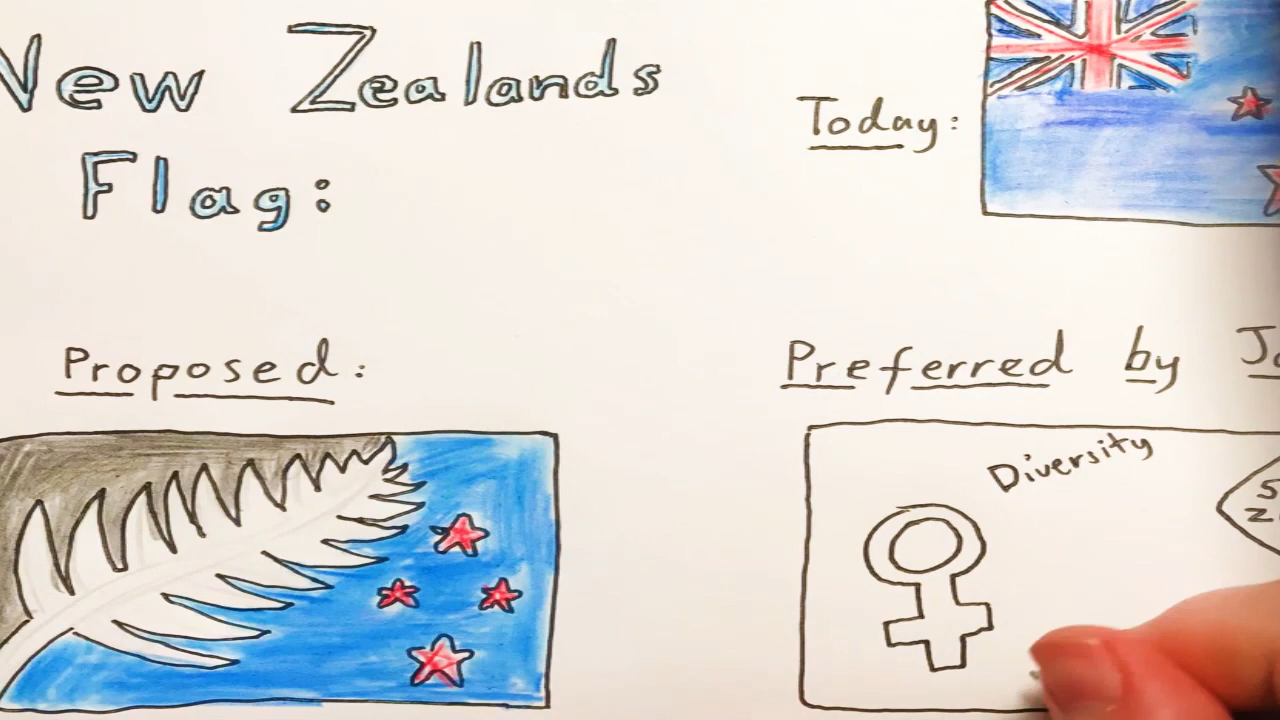 New Zealands
Flag:
Today:
Proposed:
Preferred by
Diversity